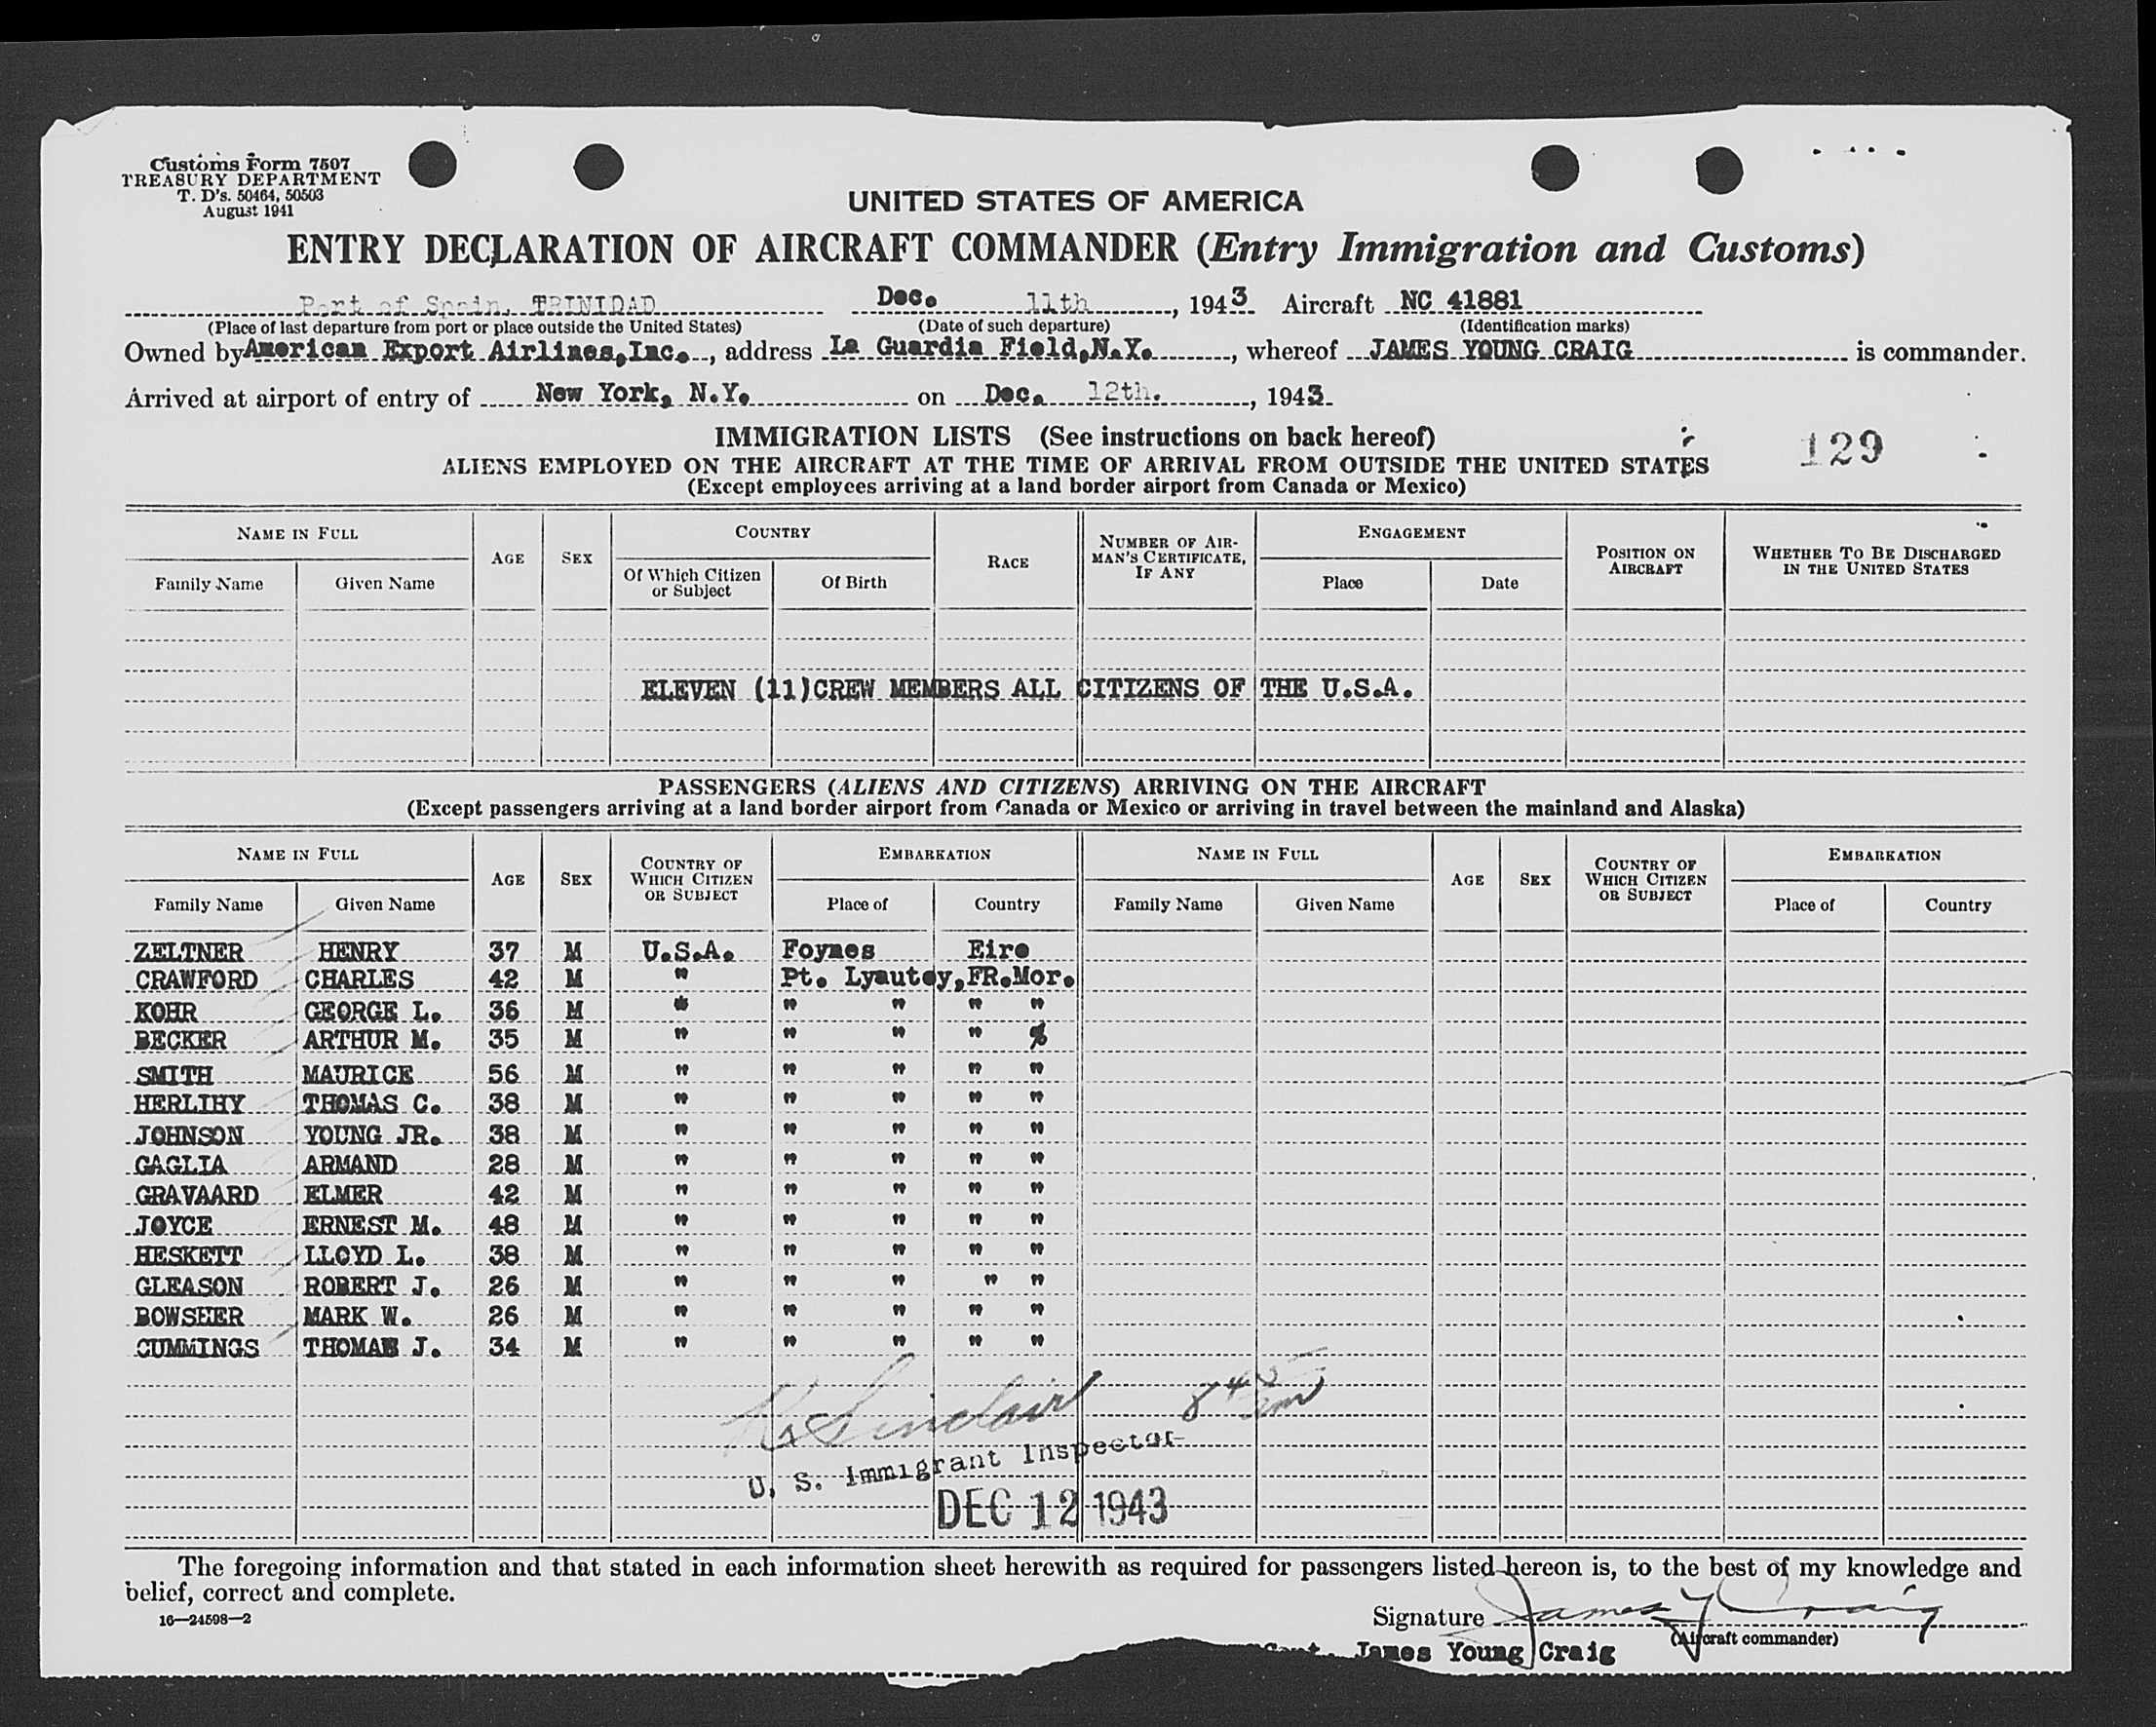 Customs Form 7507
TREASURY DEPARTMENT
T. D's. 50464, 50503
August 1941
UNITED STATES OF AMERICA
ENTRY DECLARATION OF AIRCRAFT COMMANDER (Entry Immigration and Customs)
Port of Spain, TRINIDAD Dec. 11th, 1943 Aircraft NC 41881
(Place of last departure from port or place outside the United States) (Date of such departure) (Identification marks)
Owned by American Export Airlines, Inc., address La Guardia Field, N.Y., whereof JAMES YOUNG CRAIG is commander.
Arrived at airport of entry of New York, N.Y. on Dec. 12th., 1943.
IMMIGRATION LISTS (See instructions on back hereof)
129
ALIENS EMPLOYED ON THE AIRCRAFT AT THE TIME OF ARRIVAL FROM OUTSIDE THE UNITED STATES
(Except employees arriving at a land border airport from Canada or Mexico)
NAME IN FULL AGE SEX COUNTRY RACE NUMBER OF AIRMAN'S CERTIFICATE, IF ANY ENGAGEMENT POSITION ON AIRCRAFT WHETHER TO BE DISCHARGED IN THE UNITED STATES
Family Name Given Name Of Which Citizen or Subject Of Birth Place Date
ELEVEN (11)CREW MEMBERS ALL CITIZENS OF THE U.S.A.
PASSENGERS (ALIENS AND CITIZENS) ARRIVING ON THE AIRCRAFT
(Except passengers arriving at a land border airport from Canada or Mexico or arriving in travel between the mainland and Alaska)
NAME IN FULL AGE SEX COUNTRY OF WHICH CITIZEN OR SUBJECT EMBARKATION NAME IN FULL AGE SEX COUNTRY OF WHICH CITIZEN OR SUBJECT EMBARKATION
Family Name Given Name Place of Country Family Name Given Name Place of Country
ZELTNER HENRY 37 M U.S.A. Foynes Eire
CRAWFORD CHARLES 42 M " Pt. Lyautey, FR.Mor.
KOHR GEORGE L. 36 M " " " " "
BECKER ARTHUR M. 35 M " " " " "
SMITH MAURICE 56 M " " " " "
HERLIHY THOMAS C. 38 M " " " " "
JOHNSON YOUNG JR. 38 M " " " " "
GAGLIA ARMAND 28 M " " " " "
GRAVAARD ELMER 42 M " " " " "
JOYCE ERNEST M. 48 M " " " " "
HESKETT LLOYD L. 38 M " " " " "
GLEASON ROBERT J. 26 M " " " " "
BOWSHER MARK W. 26 M " " " " "
CUMMINGS THOMAS J. 34 M " " " " "
Sinclair 8 45
U. S. Immigrant Inspector
DEC 12 1943
The foregoing information and that stated in each information sheet herewith as required for passengers listed hereon is, to the best of my knowledge and
belief, correct and complete.
16—24598—2
Signature James Y Craig
(Aircraft commander)
Capt. James Young Craig